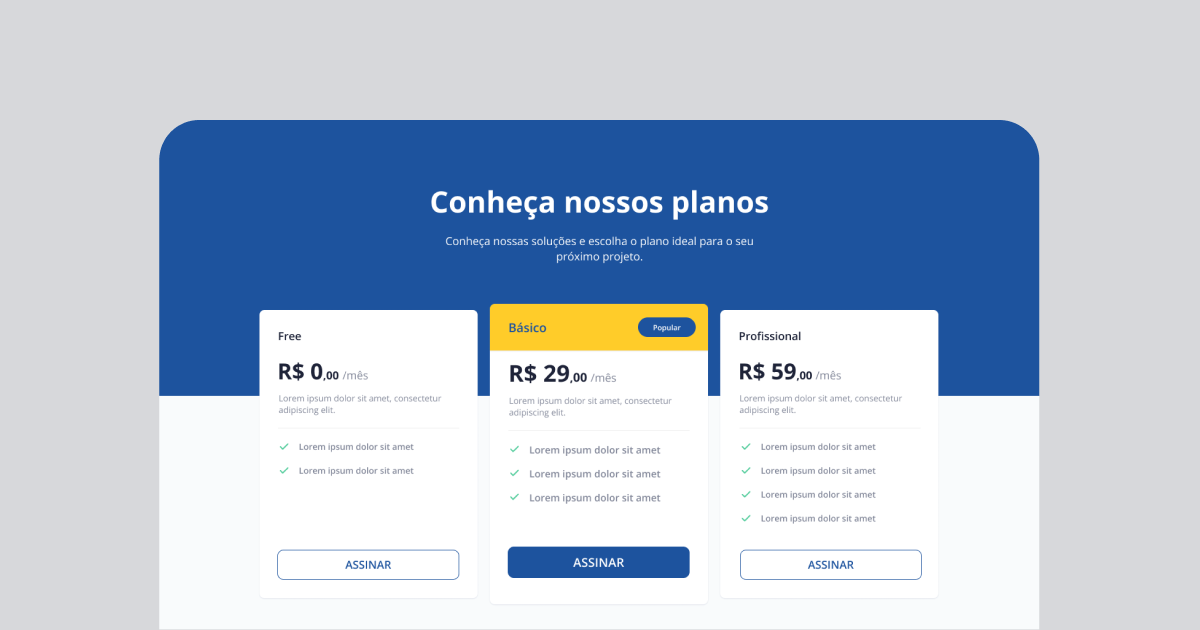 Conheça nossos planos
Conheça nossas soluções e escolha o plano ideal para o seu
próximo projeto.
Free
R$ 0,00 /mês
Lorem ipsum dolor sit amet, consectetur
adipiscing elit.
Lorem ipsum dolor sit amet
Lorem ipsum dolor sit amet
ASSINAR
Básico
Popular
R$ 29,00 /mês
Lorem ipsum dolor sit amet, consectetur
adipiscing elit.
Lorem ipsum dolor sit amet
Lorem ipsum dolor sit amet
Lorem ipsum dolor sit amet
ASSINAR
Profissional
R$ 59,00 /mês
Lorem ipsum dolor sit amet, consectetur
adipiscing elit.
Lorem ipsum dolor sit amet
Lorem ipsum dolor sit amet
Lorem ipsum dolor sit amet
Lorem ipsum dolor sit amet
ASSINAR